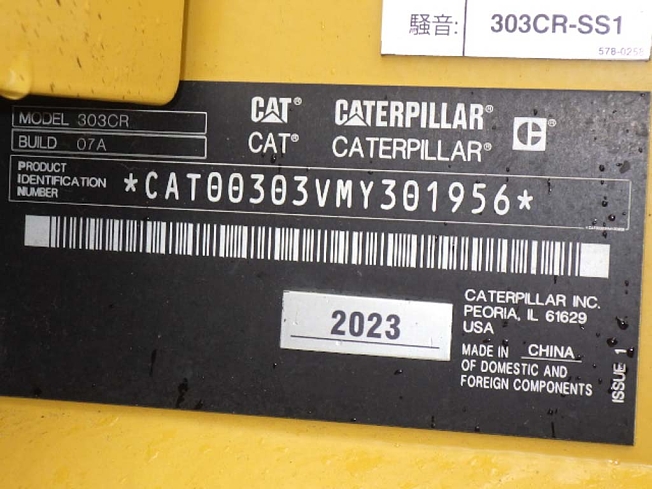 騒音: 303CR-SS1
578-025
MODEL 303CR
BUILD 07A
CAT® CATERPILLAR®
CAT® CATERPILLAR® C®
PRODUCT
IDENTIFICATION
NUMBER
*CAT00303VMY301956*
2023
CATERPILLAR INC.
PEORIA, IL 61629
USA
MADE IN CHINA
OF DOMESTIC AND
FOREIGN COMPONENTS
ISSUE 1